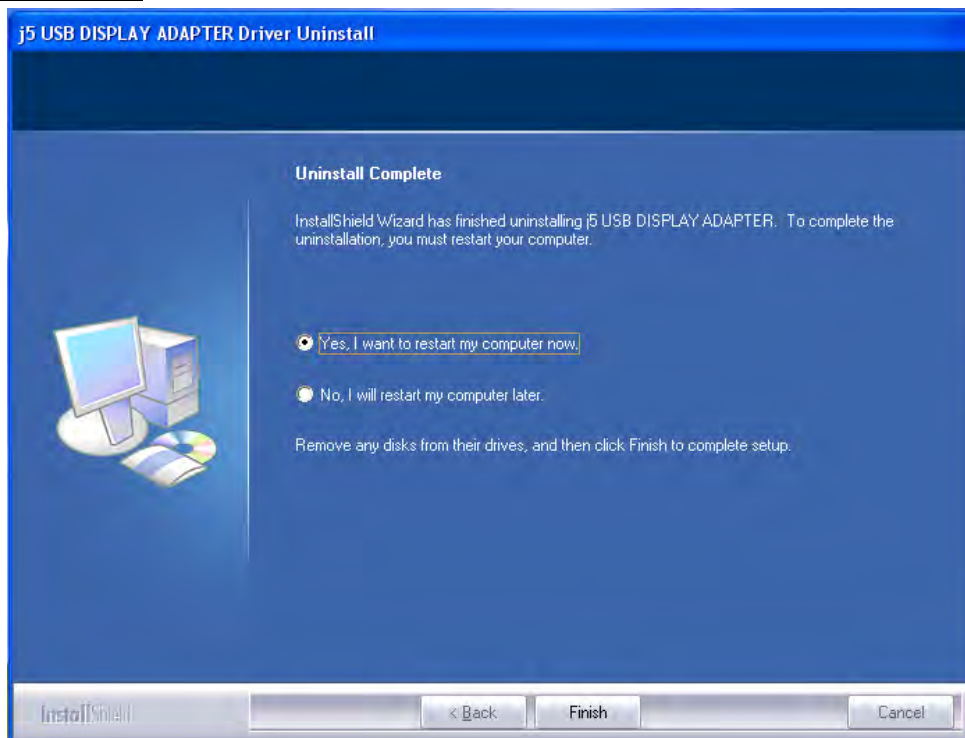 j5 USB DISPLAY ADAPTER Driver Uninstall
Uninstall Complete
InstallShield Wizard has finished uninstalling j5 USB DISPLAY ADAPTER. To complete the
uninstallation, you must restart your computer.
Yes, I want to restart my computer now.
No, I will restart my computer later.
Remove any disks from their drives, and then click Finish to complete setup.
InstallShield
< Back
Finish
Cancel